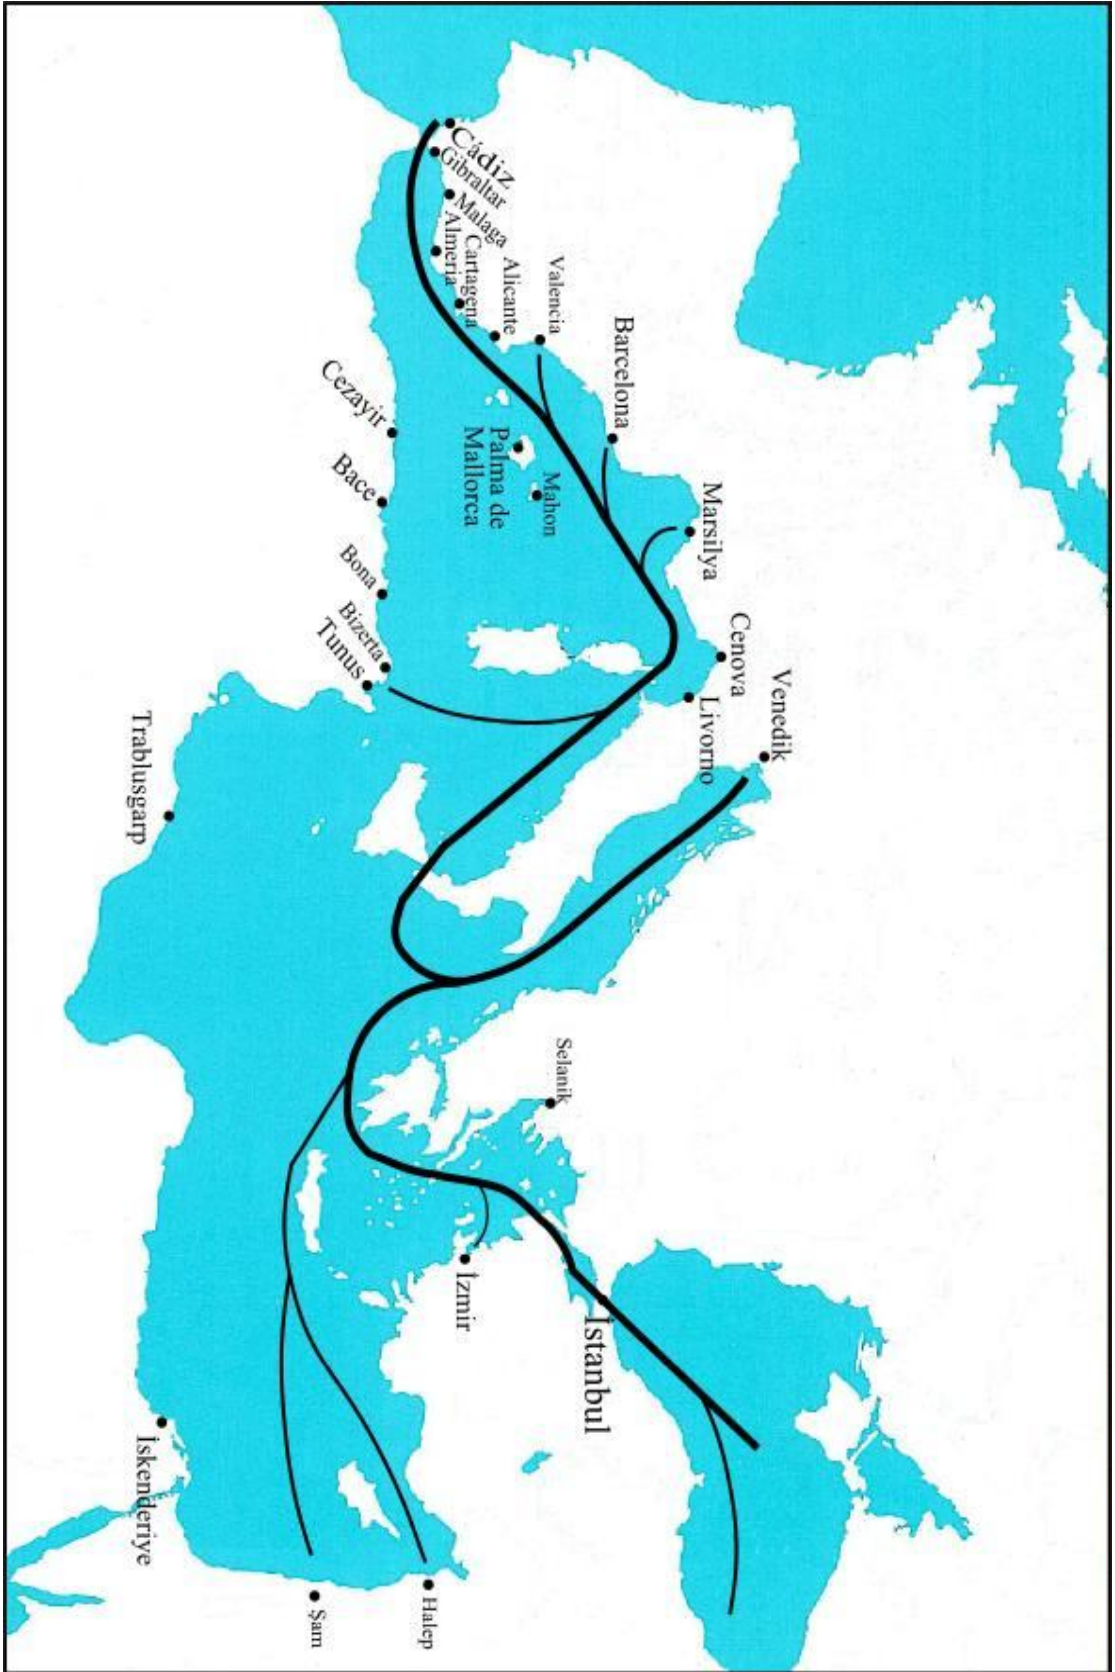 Cádiz
Gibraltar
Malaga
Almeria
Cartagena
Alicante
Valencia
Barcelona
Marsilya
Cenova
Livorno
Venedik
Palma de
Mallorca
Mahon
Cezayir
Bace
Bona
Bizerta
Tunus
Trablusgarp
Selanik
İzmir
İstanbul
İskenderiye
Halep
Şam